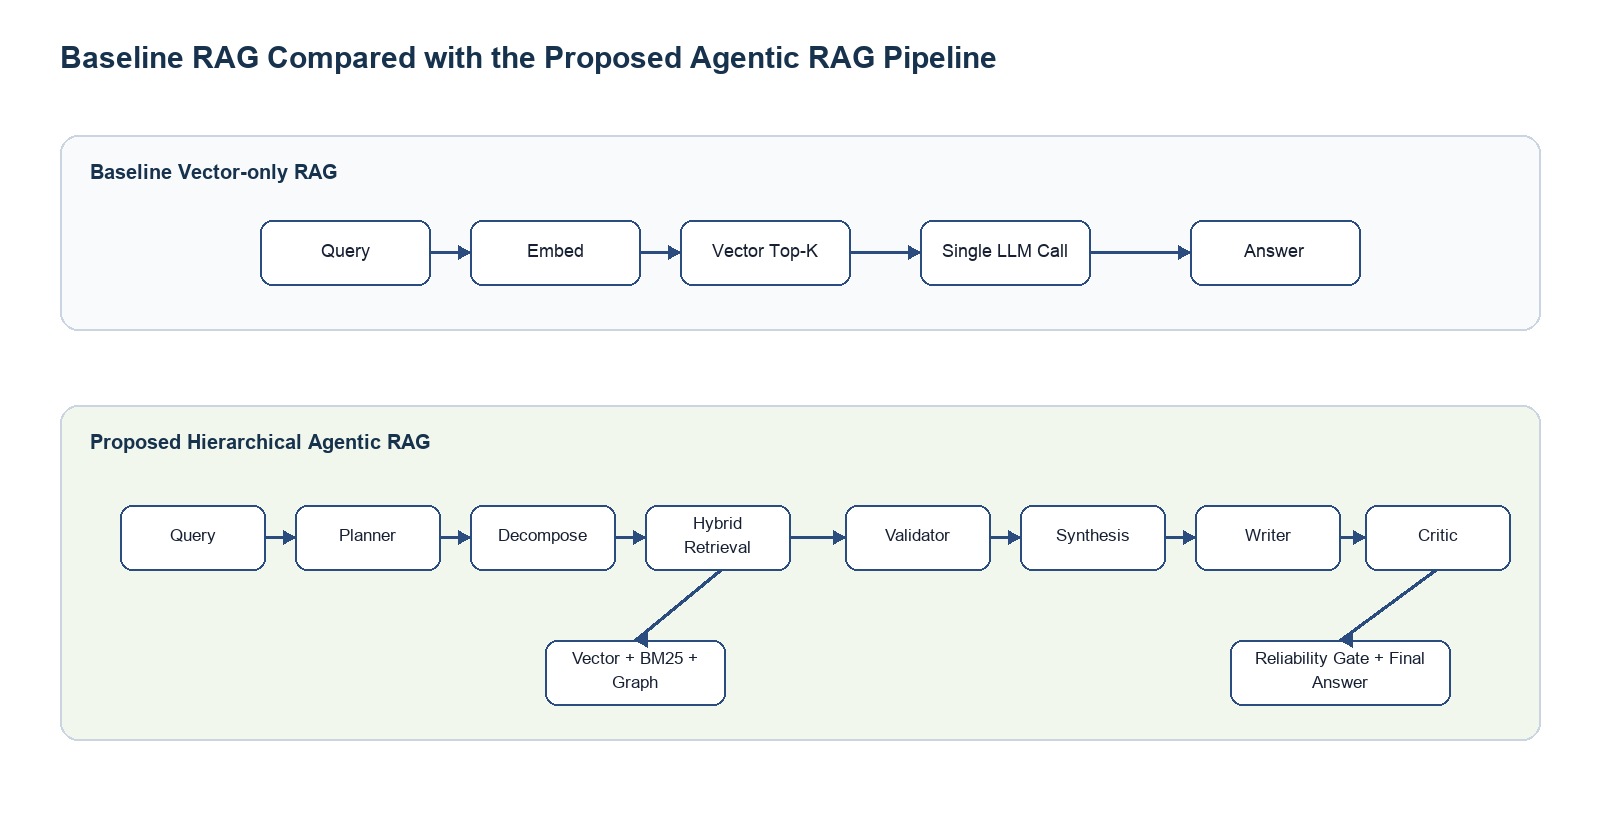 Baseline RAG Compared with the Proposed Agentic RAG Pipeline
Baseline Vector-only RAG
Query
Embed
Vector Top-K
Single LLM Call
Answer
Proposed Hierarchical Agentic RAG
Query
Planner
Decompose
Hybrid
Retrieval
Validator
Synthesis
Writer
Critic
Vector + BM25 +
Graph
Reliability Gate + Final
Answer